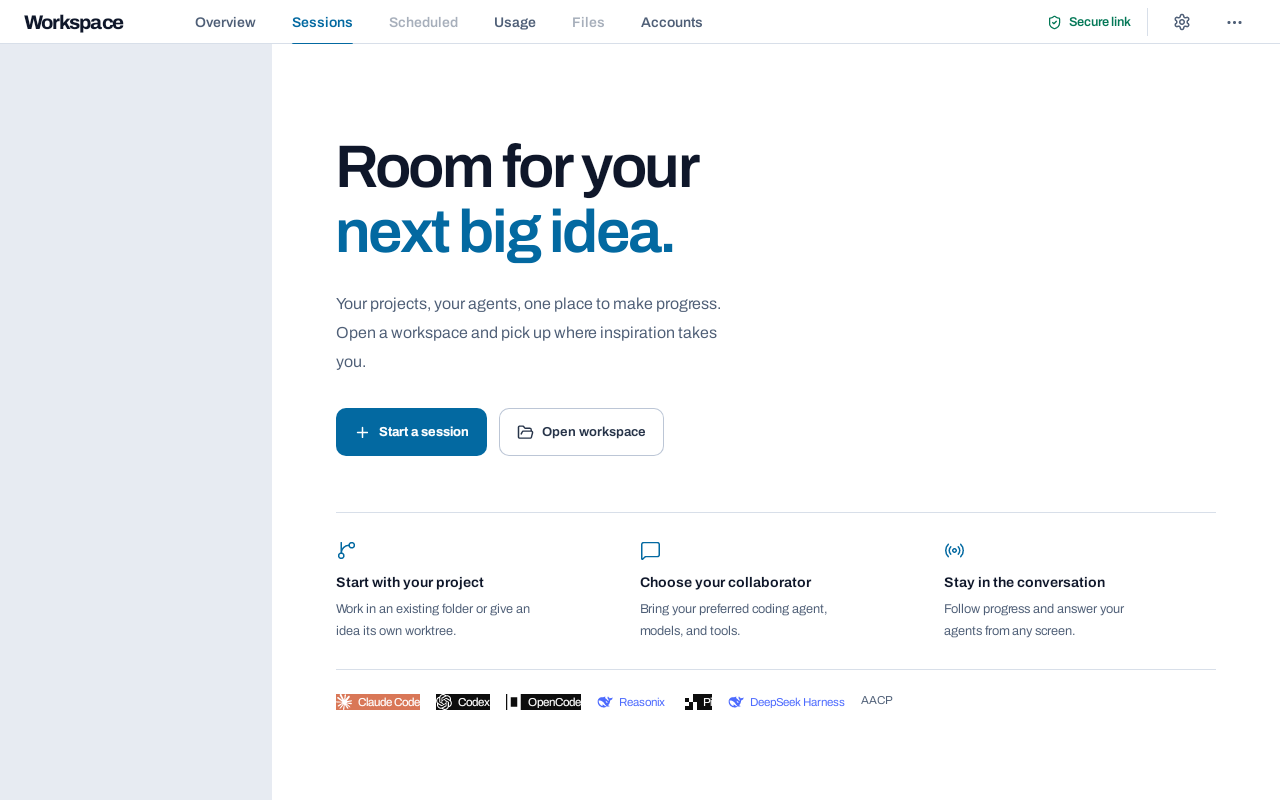 Workspace
Overview
Sessions
Scheduled
Usage
Files
Accounts
Secure link
Room for your
next big idea.
Your projects, your agents, one place to make progress.
Open a workspace and pick up where inspiration takes
you.
Start a session
Open workspace
Start with your project
Work in an existing folder or give an
idea its own worktree.
Choose your collaborator
Bring your preferred coding agent,
models, and tools.
Stay in the conversation
Follow progress and answer your
agents from any screen.
Claude Code
Codex
OpenCode
Reasonix
Pi
DeepSeek Harness
AACP